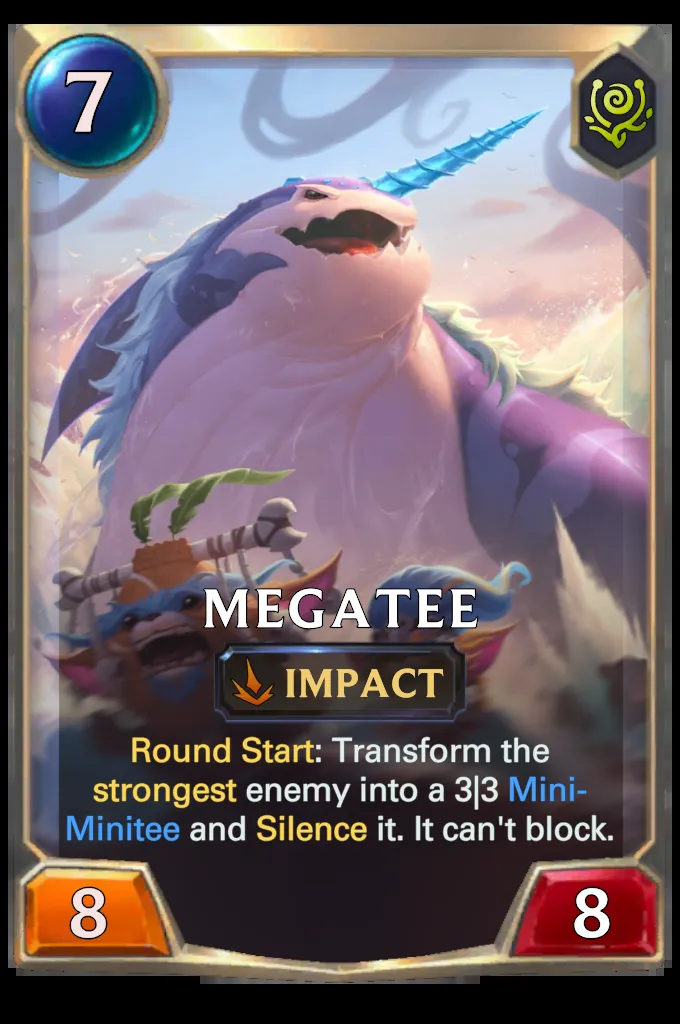 7
MEGATEE
IMPACT
Round Start: Transform the
strongest enemy into a 3|3 Mini-
Minitee and Silence it. It can't block.
8
8